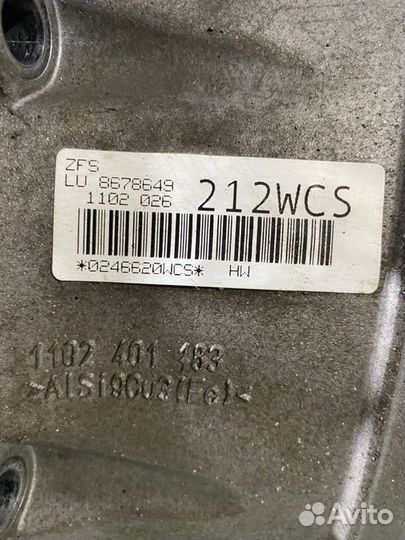 ZFS
LU 8678649
1102 026
212WCS
*0246620WCS* HW
1102 401 183
>AlSi9Cu3(Fe)<
Avito